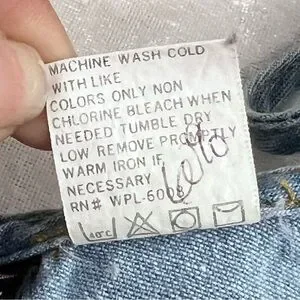 MACHINE WASH COLD
WITH LIKE
COLORS ONLY NON
CHLORINE BLEACH WHEN
NEEDED TUMBLE DRY
LOW REMOVE PROMPTLY
WARM IRON IF
NECESSARY
RN# WPL-6008